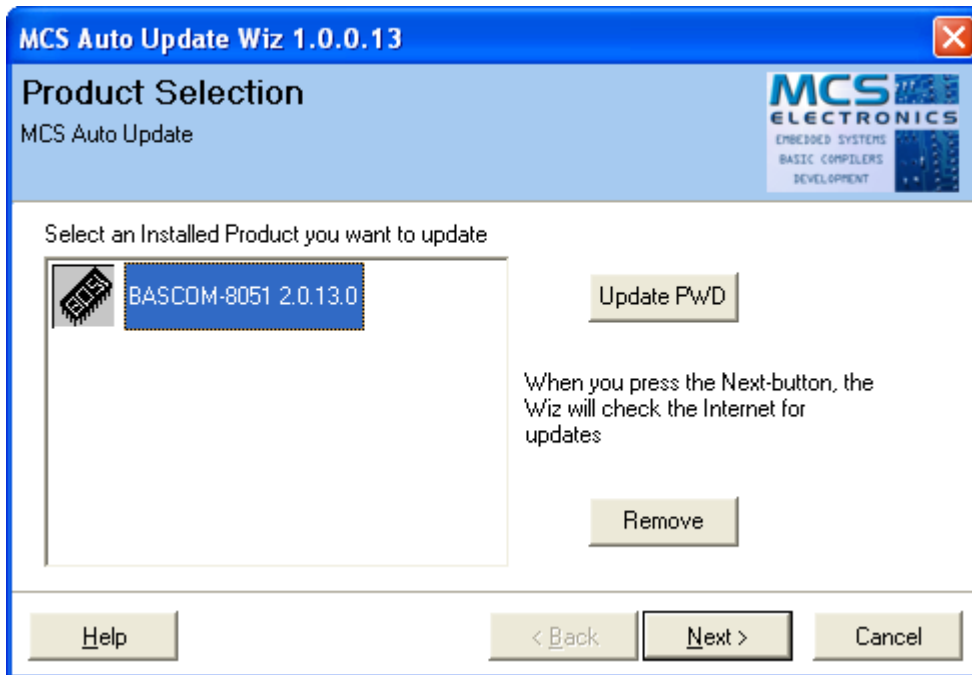 MCS Auto Update Wiz 1.0.0.13
Product Selection
MCS Auto Update
MCS
ELECTRONICS
EMBEDDED SYSTEMS
BASIC COMPILERS
DEVELOPMENT
Select an Installed Product you want to update
8051
BASCOM-8051 2.0.13.0
Update PWD
When you press the Next-button, the
Wiz will check the Internet for
updates
Remove
Help
< Back
Next >
Cancel